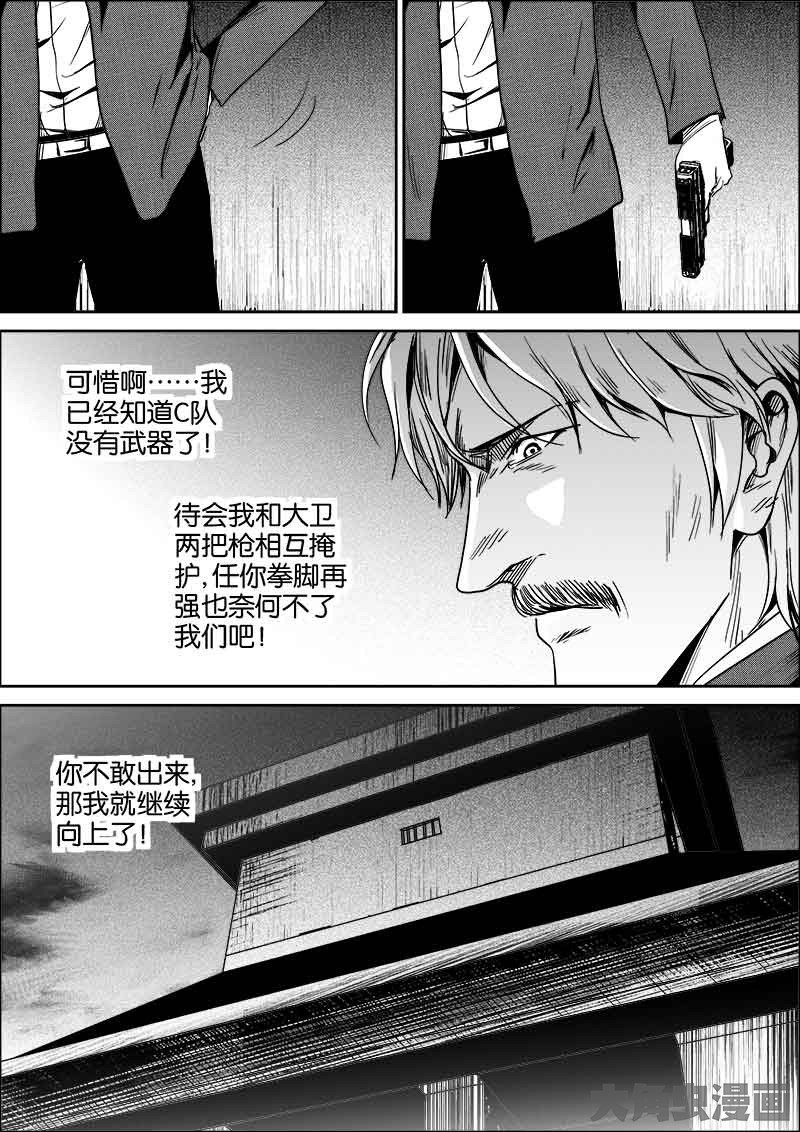 可惜啊……我
已经知道C队
没有武器了！
待会我和大卫
两把枪相互掩
护,任你拳脚再
强也奈何不了
我们吧！
你不敢出来,
那我就继续
向上了！
大角虫漫画